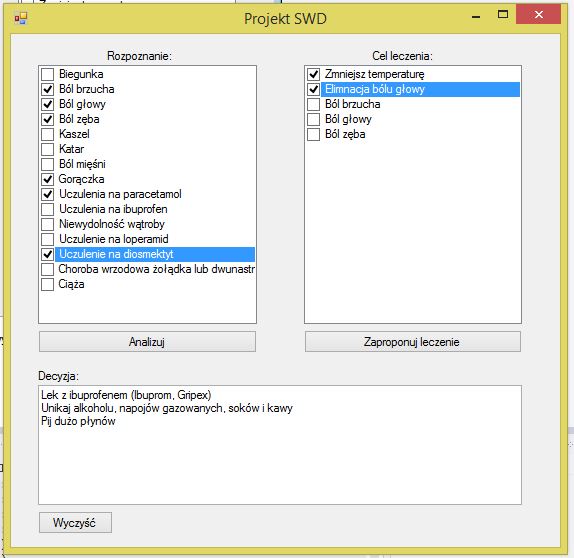 Projekt SWD
Rozpoznanie:
Biegunka
Ból brzucha
Ból głowy
Ból zęba
Kaszel
Katar
Ból mięśni
Gorączka
Uczulenia na paracetamol
Uczulenia na ibuprofen
Niewydolność wątroby
Uczulenie na loperamid
Uczulenie na diosmektyt
Choroba wrzodowa żołądka lub dwunastr
Ciąża
Analizuj
Cel leczenia:
Zmniejsz temperaturę
Elimnacja bólu głowy
Ból brzucha
Ból głowy
Ból zęba
Zaproponuj leczenie
Decyzja:
Lek z ibuprofenem (Ibuprom, Gripex)
Unikaj alkoholu, napojów gazowanych, soków i kawy
Pij dużo płynów
Wyczyść